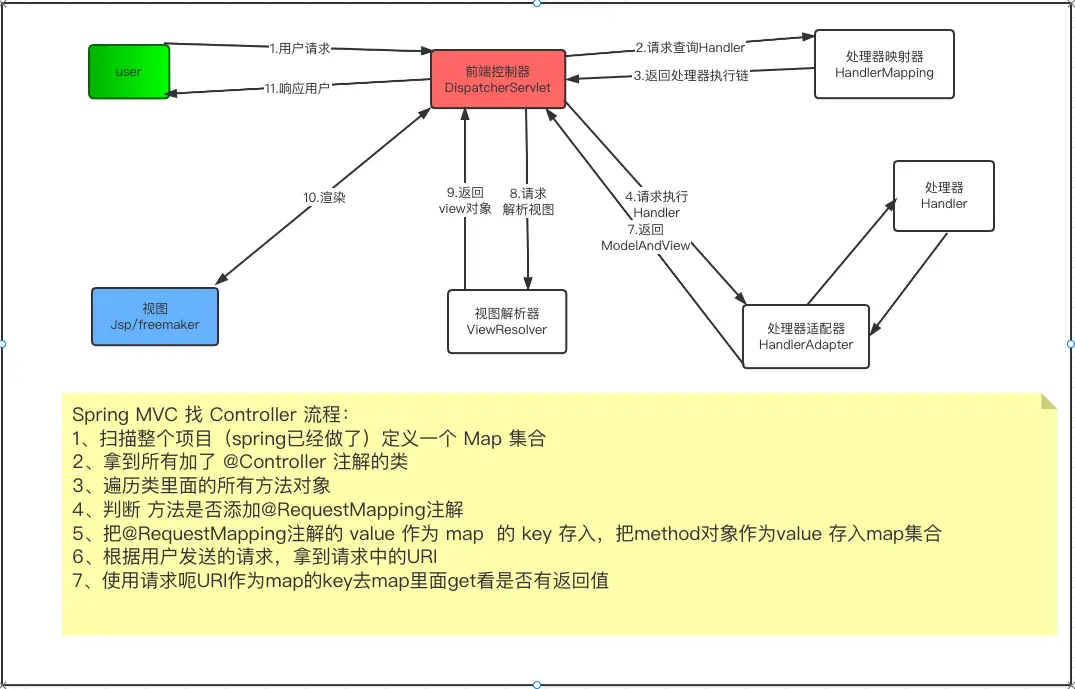 user
1.用户请求
11.响应用户
前端控制器
DispatcherServlet
2.请求查询Handler
3.返回处理器执行链
处理器映射器
HandlerMapping
处理器
Handler
10.渲染
9.返回
view对象
8.请求
解析视图
4.请求执行
Handler
7.返回
ModelAndView
视图
Jsp/freemaker
视图解析器
ViewResolver
处理器适配器
HandlerAdapter
Spring MVC 找 Controller 流程：
1、扫描整个项目（spring已经做了）定义一个 Map 集合
2、拿到所有加了 @Controller 注解的类
3、遍历类里面的所有方法对象
4、判断 方法是否添加@RequestMapping注解
5、把@RequestMapping注解的 value 作为 map  的 key 存入，把method对象作为value 存入map集合
6、根据用户发送的请求，拿到请求中的URI
7、使用请求呃URI作为map的key去map里面get看是否有返回值